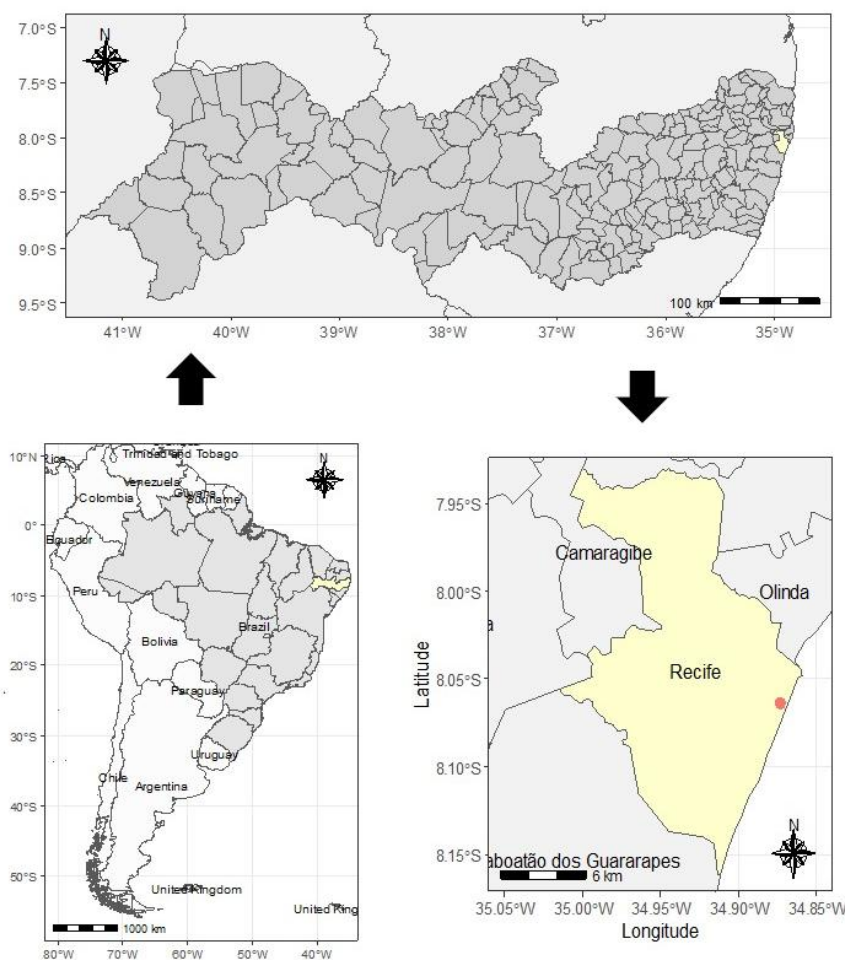 N
7.0°S
7.5°S
8.0°S
8.5°S
9.0°S
9.5°S
100 km
41°W 40°W 39°W 38°W 37°W 36°W 35°W
N
10°N
0°
10°S
20°S
30°S
40°S
50°S
Trinidad and Tobago
Venezuela
Guyana
Suriname
Colombia
Ecuador
Peru
Brazil
Bolivia
Paraguay
Uruguay
Chile
Argentina
United Kingdom
United King
1000 km
80°W 70°W 60°W 50°W 40°W
Latitude
7.95°S
8.00°S
8.05°S
8.10°S
8.15°S
Camaragibe
Olinda
a
Recife
N
aboatão dos Guararapes
6 km
35.05°W 35.00°W 34.95°W 34.90°W 34.85°W
Longitude